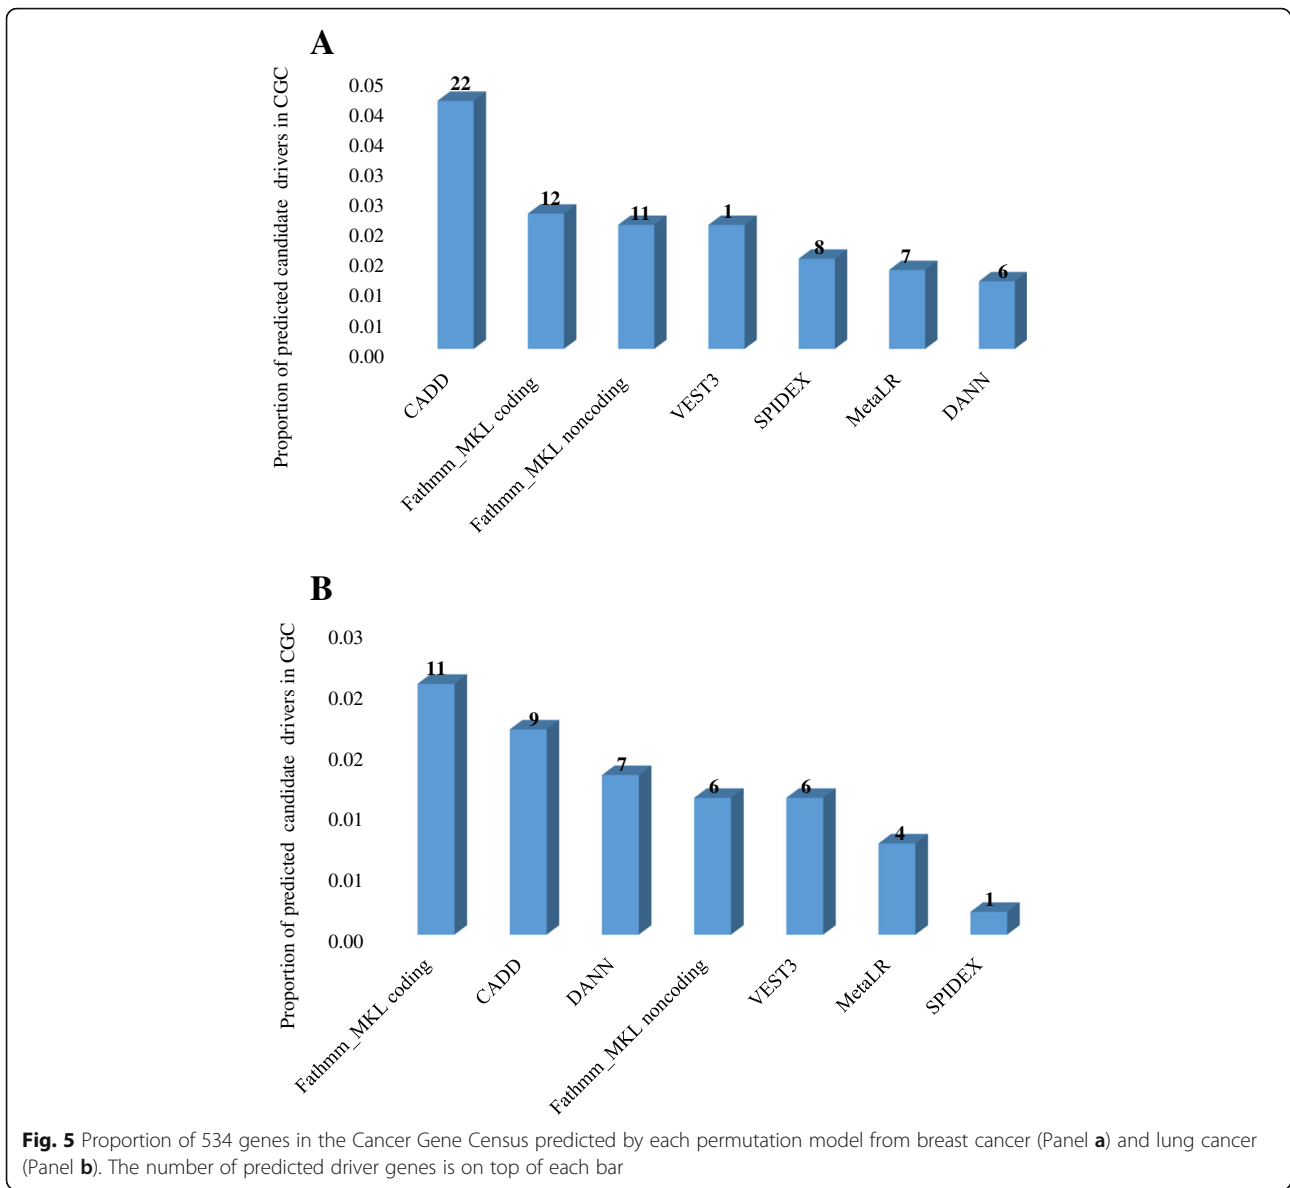 A
Proportion of predicted candidate drivers in CGC
0.05
0.04
0.04
0.03
0.03
0.02
0.02
0.01
0.01
0.00
22
12
11
1
8
7
6
CADD
Fathmm_MKL coding
Fathmm_MKL noncoding
VEST3
SPIDEX
MetaLR
DANN
B
Proportion of predicted candidate drivers in CGC
0.03
0.02
0.02
0.01
0.01
0.00
11
9
7
6
6
4
1
Fathmm_MKL coding
CADD
DANN
Fathmm_MKL noncoding
VEST3
MetaLR
SPIDEX
Fig. 5 Proportion of 534 genes in the Cancer Gene Census predicted by each permutation model from breast cancer (Panel a) and lung cancer
(Panel b). The number of predicted driver genes is on top of each bar